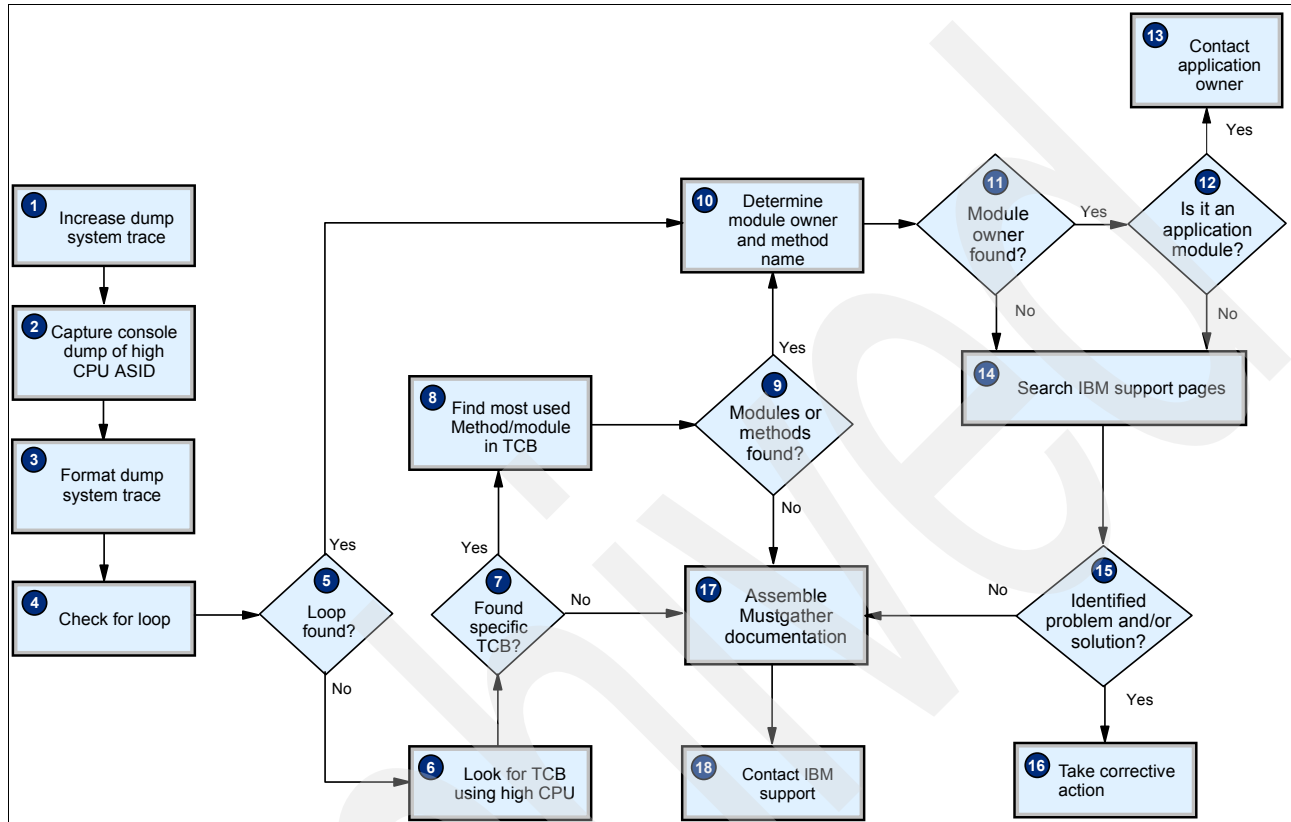 1
Increase dump
system trace
2
Capture console
dump of high
CPU ASID
3
Format dump
system trace
4
Check for loop
5
Loop
found?
Yes
No
6
Look for TCB
using high CPU
7
Found
specific
TCB?
Yes
No
8
Find most used
Method/module
in TCB
9
Modules or
methods
found?
Yes
No
10
Determine
module owner
and method
name
11
Module
owner
found?
Yes
No
12
Is it an
application
module?
Yes
No
13
Contact
application
owner
14
Search IBM support pages
15
Identified
problem and/or
solution?
No
Yes
16
Take corrective
action
17
Assemble
Mustgather
documentation
18
Contact IBM
support